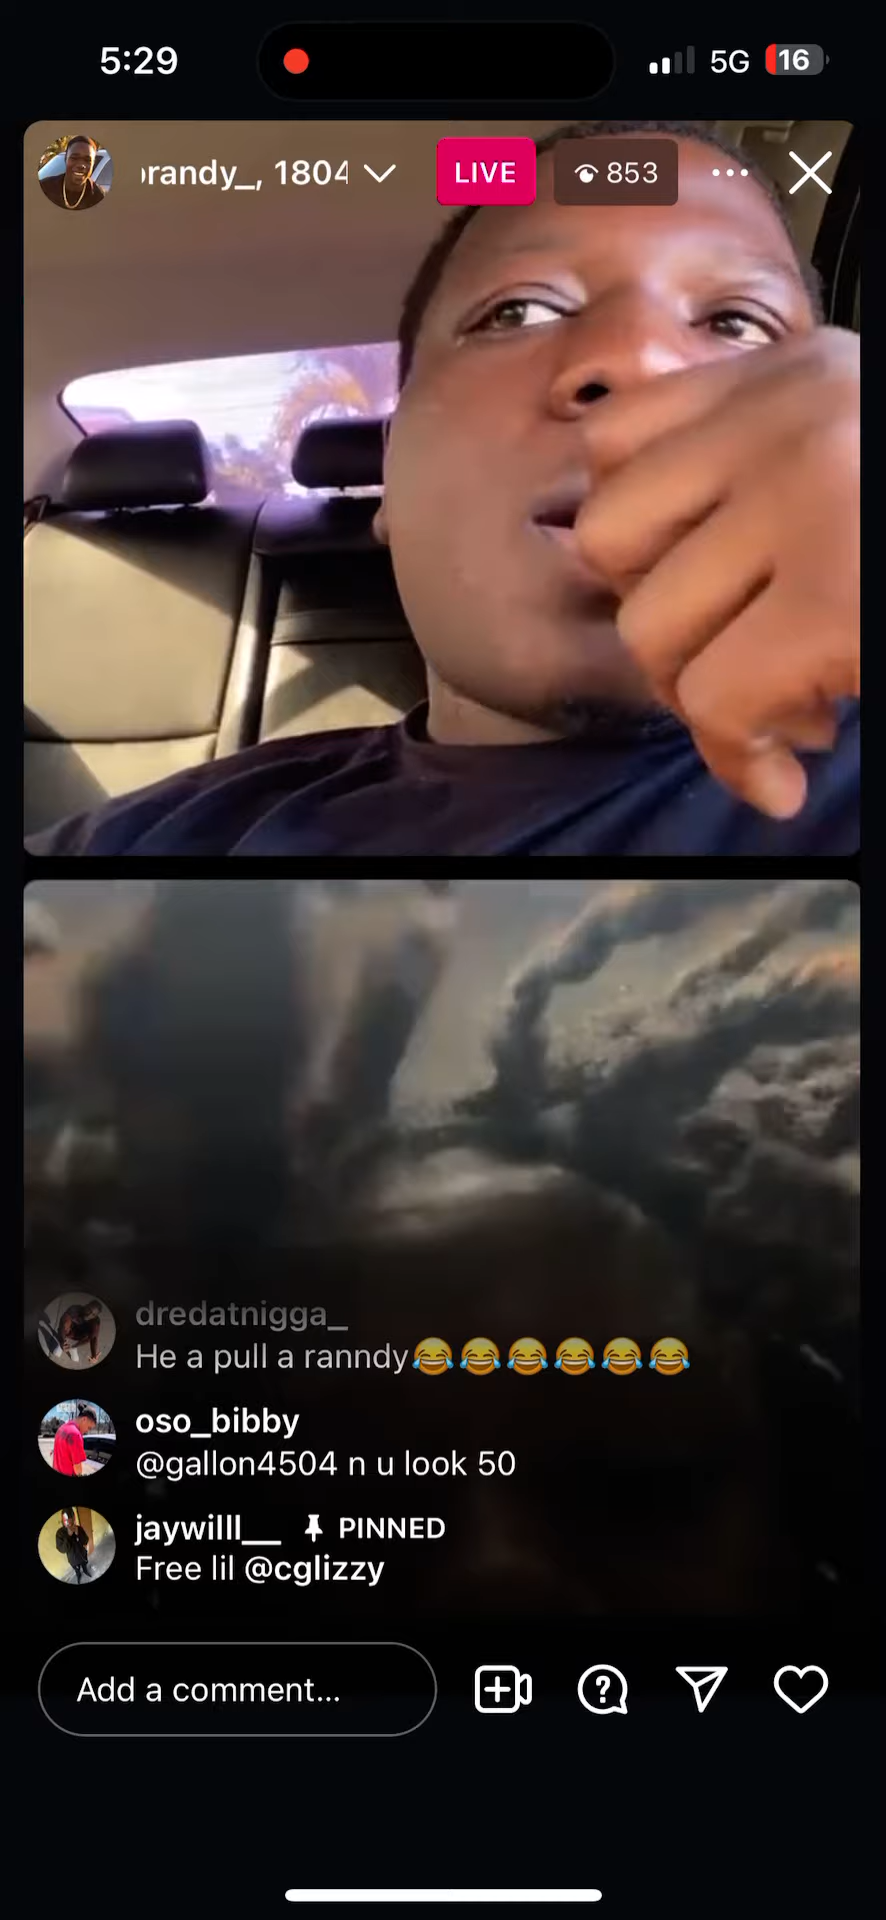 5:29
5G
16
randy_, 1804
LIVE
853
dredatnigga_
He a pull a ranndy😂😂😂😂😂😂
oso_bibby
@gallon4504 n u look 50
jaywilll__ PINNED
Free lil @cglizzy
Add a comment...